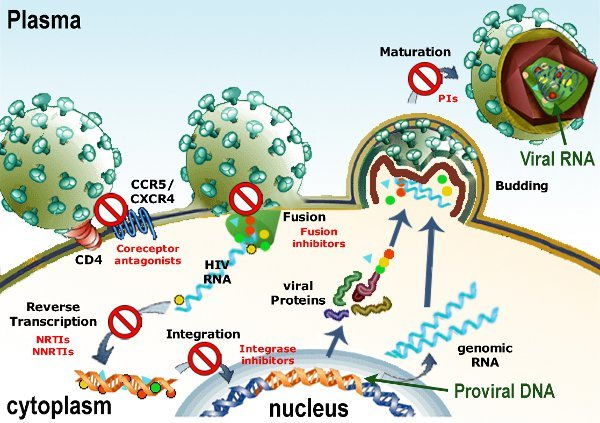 Plasma
Maturation
PIs
Viral RNA
CCR5/
CXCR4
Budding
Fusion
Fusion
inhibitors
Coreceptor
antagonists
CD4
HIV
RNA
viral
Proteins
Reverse
Transcription
NRTIs
NNRTIs
Integration
Integrase
inhibitors
genomic
RNA
Proviral DNA
cytoplasm
nucleus